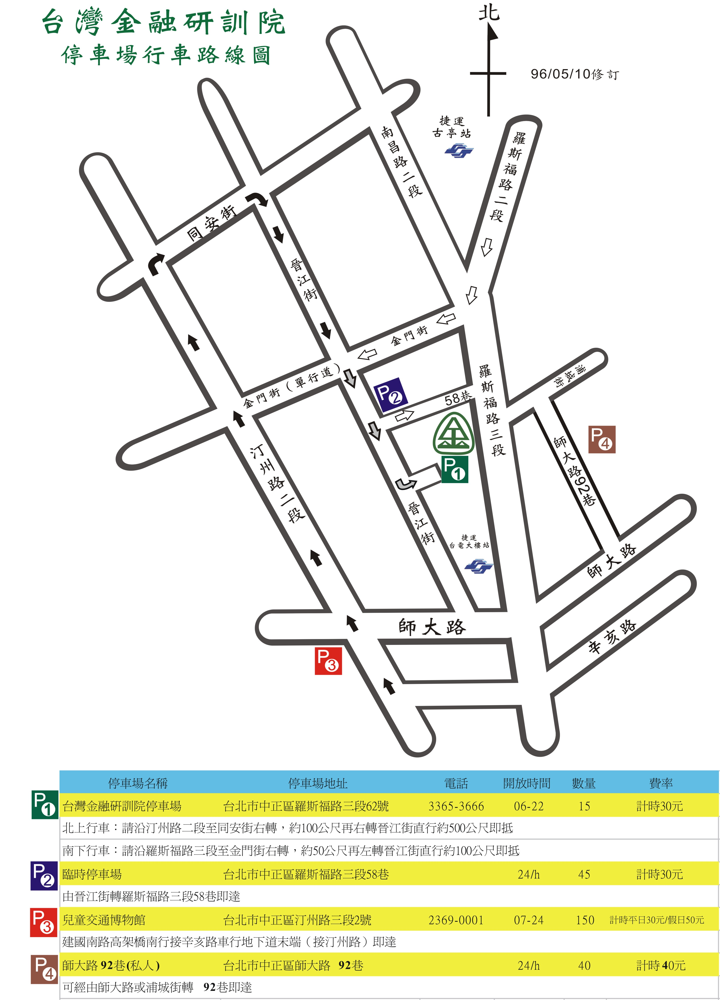 台灣金融研訓院
停車場行車路線圖
北
96/05/10修訂
捷運
古亭站
南昌路二段
羅斯福路二段
同安街
晉江街
金門街
金門街（單行道）
P2
58巷
羅斯福路三段
浦城街
P4
師大路92巷
P1
汀州路二段
晉江街
捷運
台電大樓站
師大路
師大路
辛亥路
P3
停車場名稱 停車場地址 電話 開放時間 數量 費率
P1 台灣金融研訓院停車場 台北市中正區羅斯福路三段62號 3365-3666 06-22 15 計時30元
北上行車：請沿汀州路二段至同安街右轉，約100公尺再右轉晉江街直行約500公尺即抵
南下行車：請沿羅斯福路三段至金門街右轉，約50公尺再左轉晉江街直行約100公尺即抵
P2 臨時停車場 台北市中正區羅斯福路三段58巷 24/h 45 計時30元
由晉江街轉羅斯福路三段58巷即達
P3 兒童交通博物館 台北市中正區汀州路三段2號 2369-0001 07-24 150 計時平日30元/假日50元
建國南路高架橋南行接辛亥路車行地下道末端（接汀州路）即達
P4 師大路 92巷(私人) 台北市中正區師大路 92巷 24/h 40 計時 40元
可經由師大路或浦城街轉 92巷即達